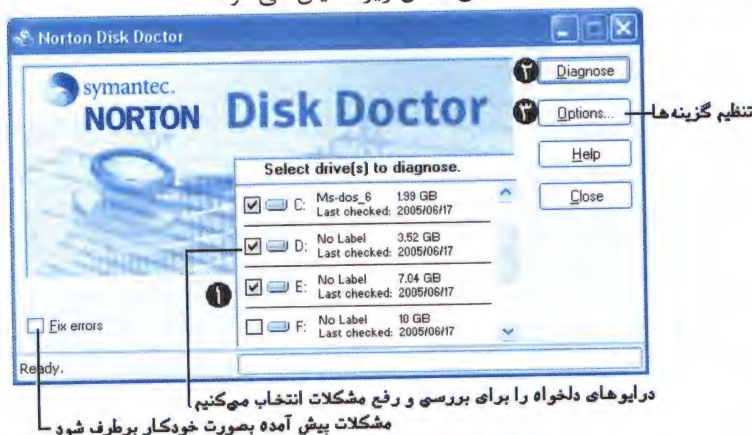 Norton Disk Doctor
symantec.
NORTON Disk Doctor
۲ Diagnose
۳ Options...
تنظیم گزینه‌ها
Help
Close
Select drive(s) to diagnose.
C: Ms-dos_6 1.99 GB
Last checked: 2005/06/17
D: No Label 3.52 GB
Last checked: 2005/06/17
۱
E: No Label 7.04 GB
Last checked: 2005/06/17
F: No Label 10 GB
Last checked: 2005/06/17
Fix errors
Ready.
درایوهای دلخواه را برای بررسی و رفع مشکلات انتخاب می‌کنیم
مشکلات پیش آمده بصورت خودکار برطرف شود